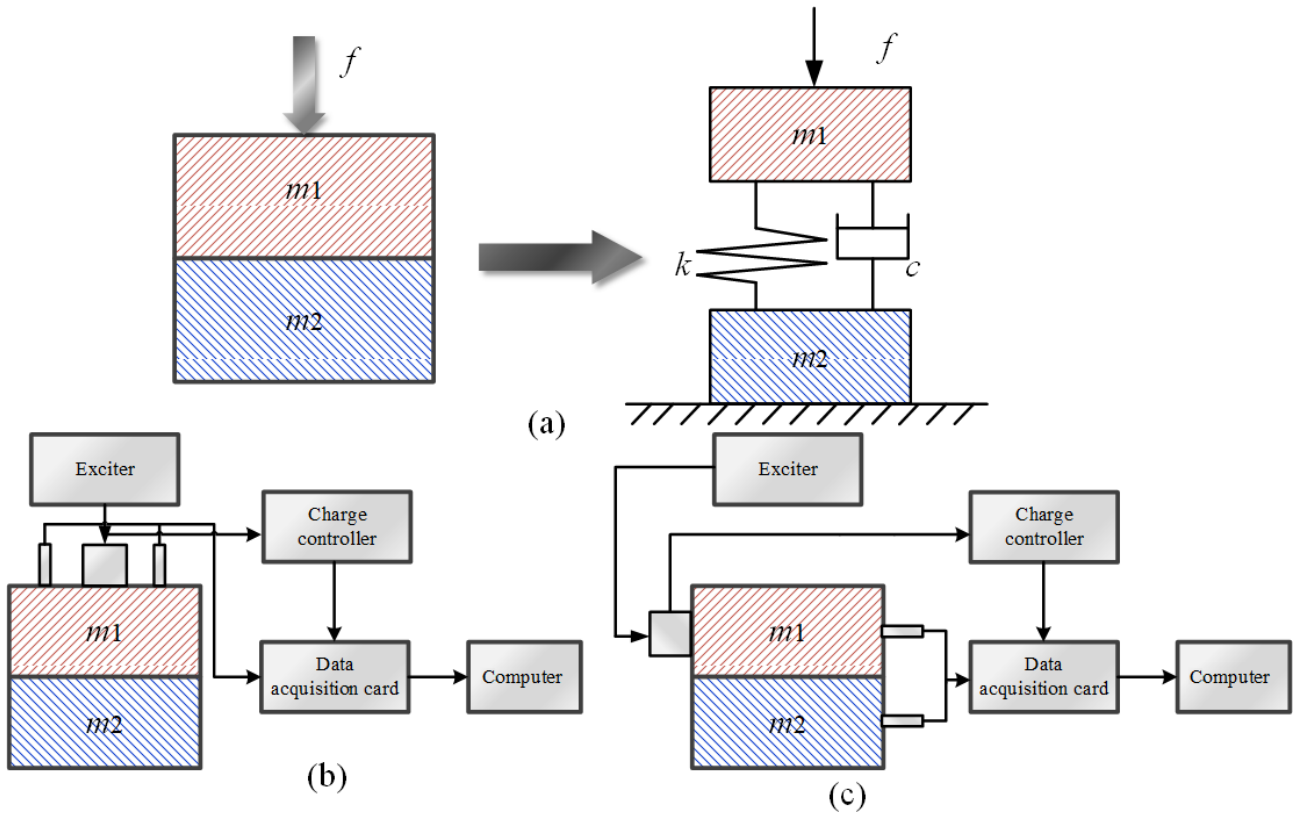 f
m1
m2
f
m1
k
c
m2
(a)
Exciter
Charge
controller
m1
m2
Data
acquisition card
Computer
(b)
Exciter
Charge
controller
m1
m2
Data
acquisition card
Computer
(c)